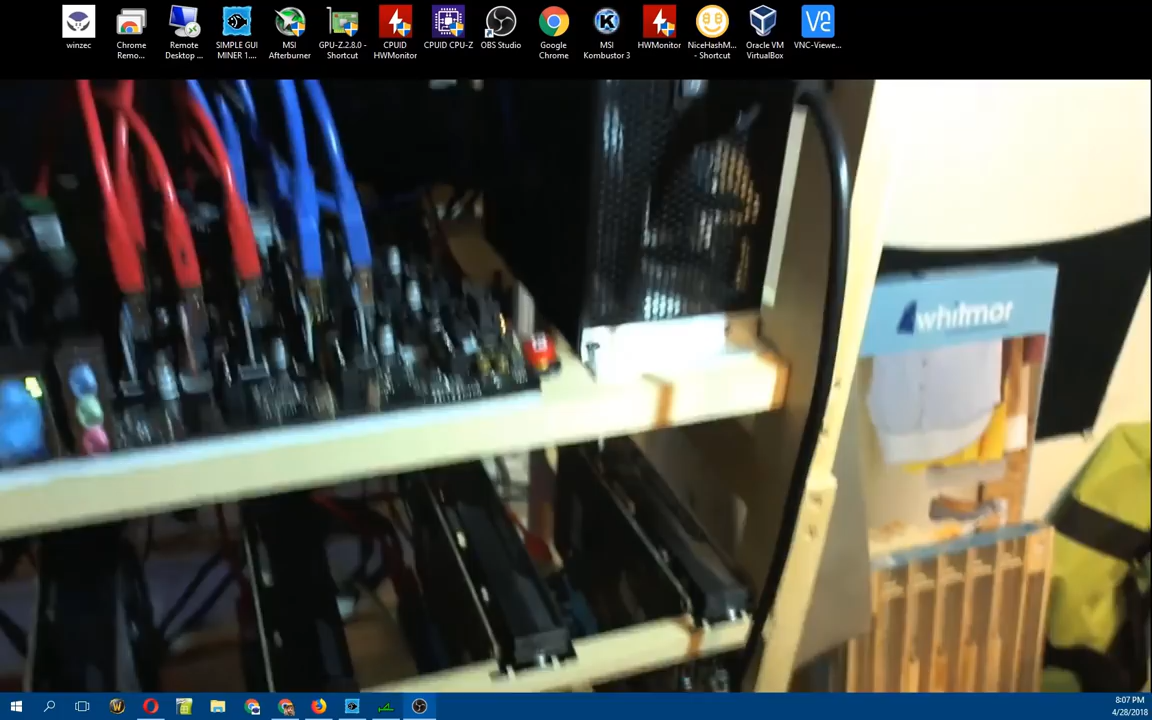 winzec
Chrome
Remo...
Remote
Desktop ...
SIMPLE GUI
MINER 1....
MSI
Afterburner
GPU-Z.2.8.0 -
Shortcut
CPUID
HWMonitor
CPUID CPU-Z
OBS Studio
Google
Chrome
MSI
Kombustor 3
HWMonitor
NiceHashM...
- Shortcut
Oracle VM
VirtualBox
VNC-Viewe...
whitmor
8:07 PM
4/28/2018